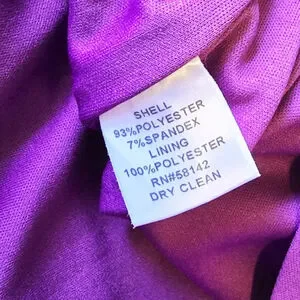 SHELL
93%POLYESTER
7%SPANDEX
LINING
100%POLYESTER
RN#58142
DRY CLEAN